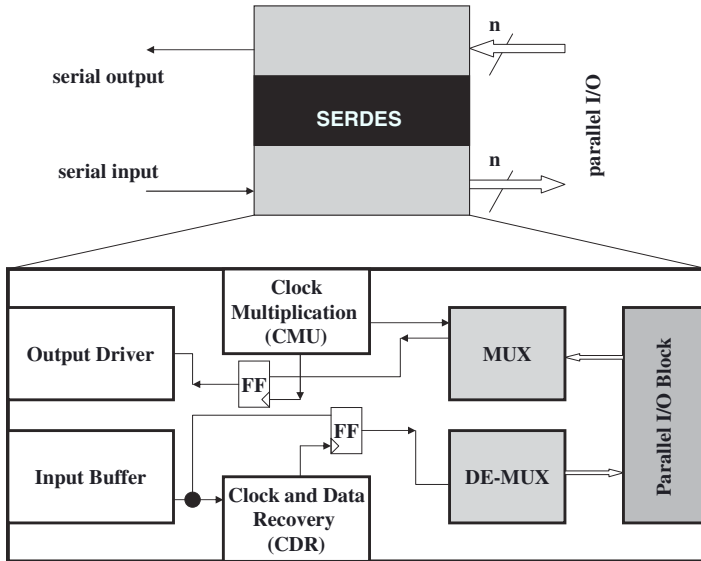 n
serial output
SERDES
parallel I/O
serial input
n
Clock
Multiplication
(CMU)
Output Driver
MUX
FF
Parallel I/O Block
FF
Input Buffer
DE-MUX
Clock and Data
Recovery
(CDR)